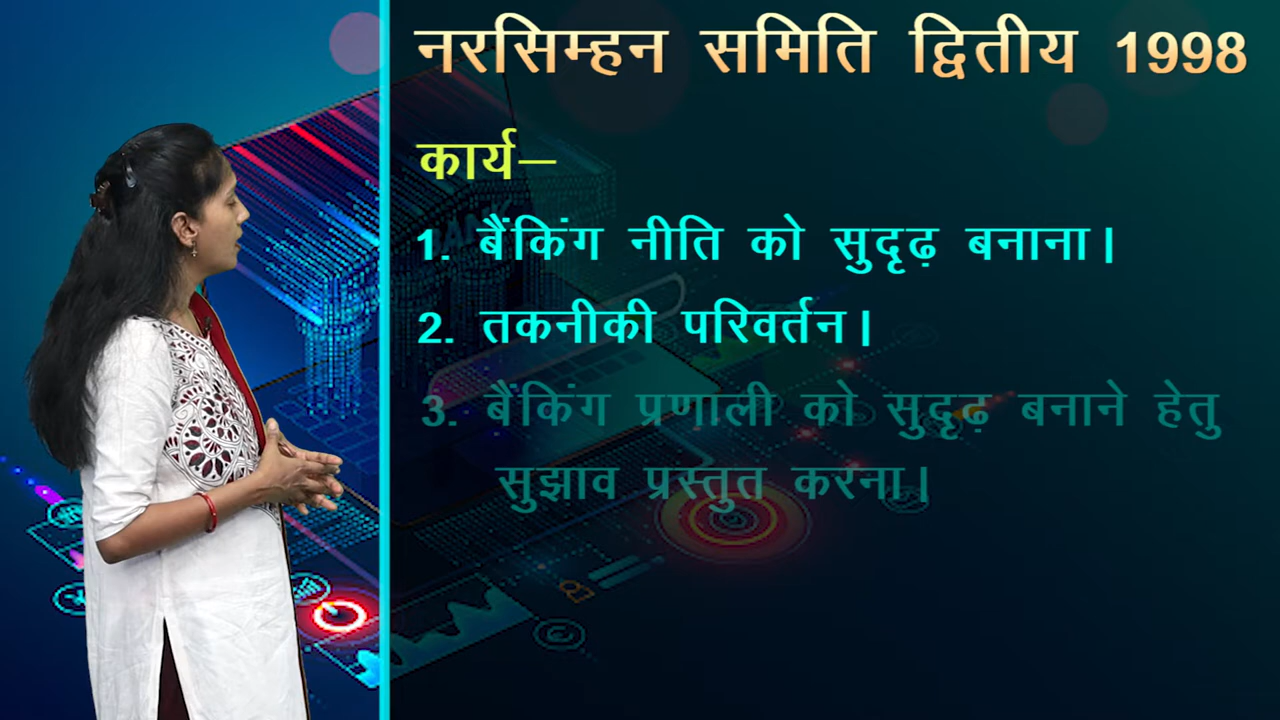 नरसिम्हन समिति द्वितीय 1998
कार्य–
1. बैंकिंग नीति को सुदृढ़ बनाना।
2. तकनीकी परिवर्तन।
3. बैंकिंग प्रणाली को सुदृढ़ बनाने हेतु
सुझाव प्रस्तुत करना।